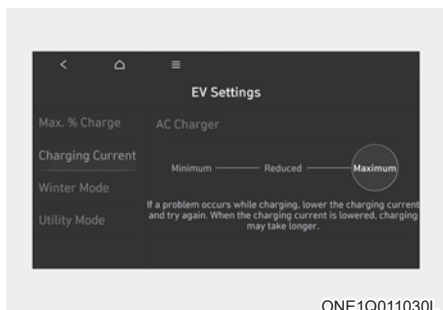 EV Settings
Max. % Charge
AC Charger
Charging Current
Minimum
Reduced
Maximum
Winter Mode
If a problem occurs while charging, lower the charging current
and try again. When the charging current is lowered, charging
may take longer.
Utility Mode
ONE1Q011030L